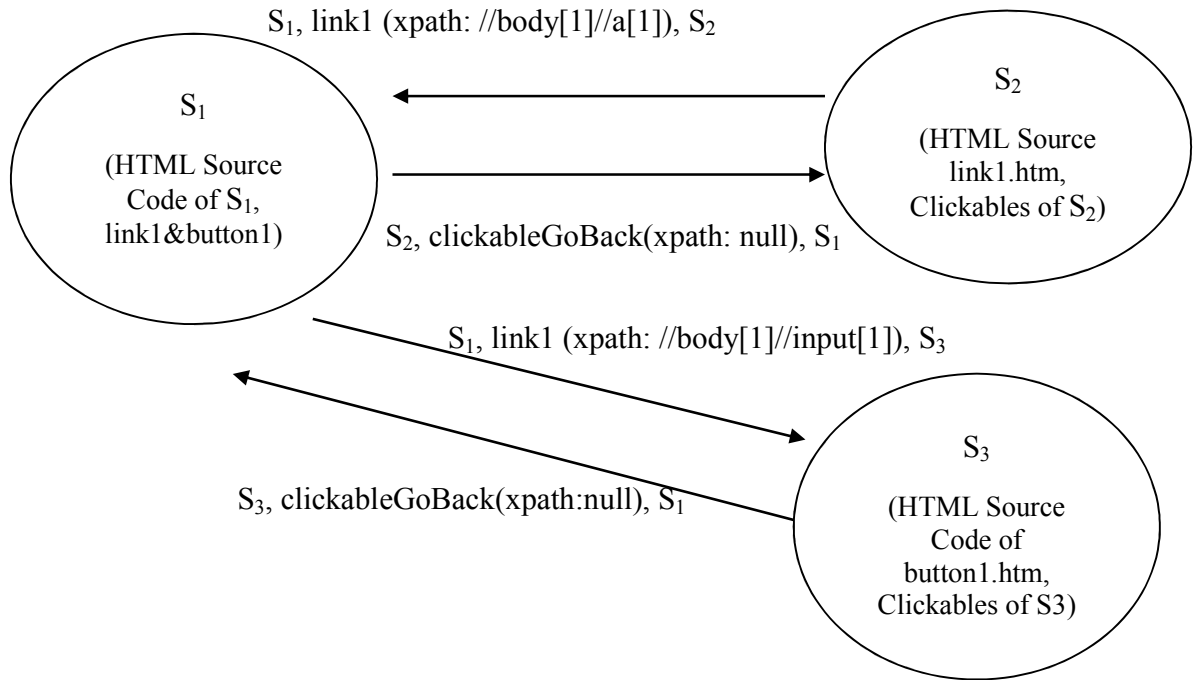 S₁, link1 (xpath: //body[1]//a[1]), S₂
S₁
(HTML Source
Code of S₁,
link1&button1)
S₂
(HTML Source
link1.htm,
Clickables of S₂)
S₂, clickableGoBack(xpath: null), S₁
S₁, link1 (xpath: //body[1]//input[1]), S₃
S₃, clickableGoBack(xpath:null), S₁
S₃
(HTML Source
Code of
button1.htm,
Clickables of S3)